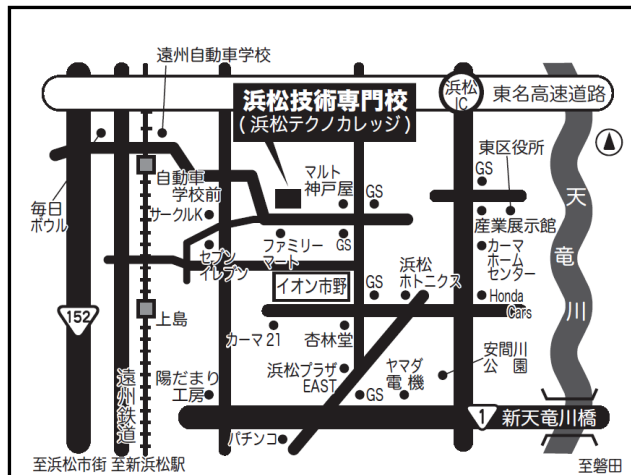 遠州自動車学校
浜松
IC
東名高速道路
浜松技術専門校
(浜松テクノカレッジ)
東区役所
自動車
学校前
マルト
神戸屋
GS
GS
毎日
ボウル
サークルK
産業展示館
天竜川
セブン
イレブン
ファミリー
マート
GS
浜松
ホトニクス
カーマ
ホーム
センター
イオン市野
GS
Honda
Cars
152
上島
カーマ21
杏林堂
安間川
公園
遠州鉄道
陽だまり
工房
浜松プラザ
EAST
ヤマダ
電機
GS
1
新天竜川橋
パチンコ
至浜松市街
至新浜松駅
至磐田